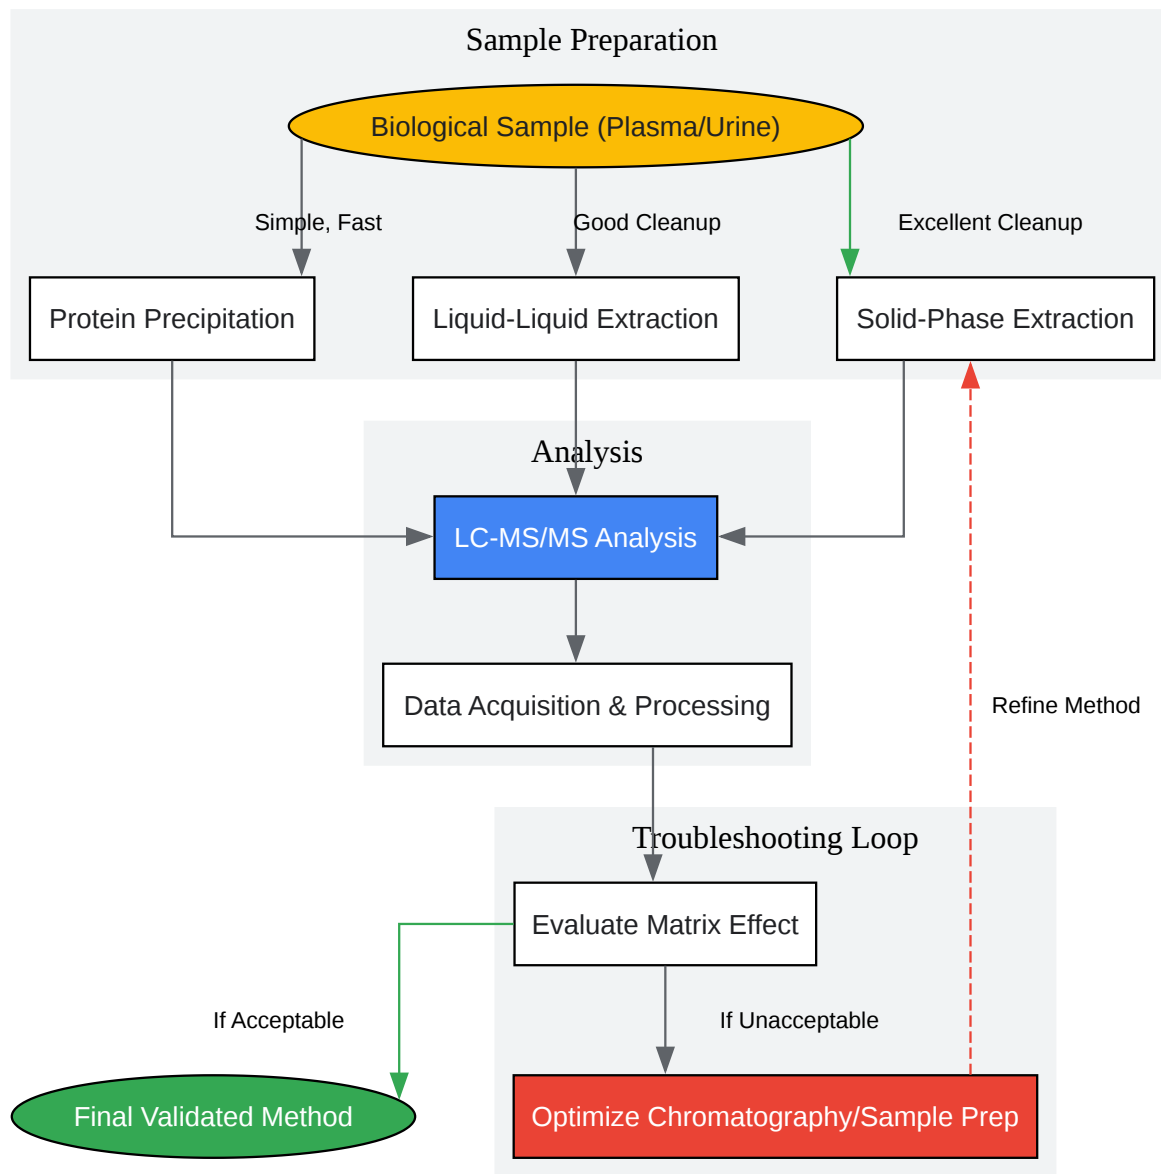 Sample Preparation
Biological Sample (Plasma/Urine)
Simple, Fast
Good Cleanup
Excellent Cleanup
Protein Precipitation
Liquid-Liquid Extraction
Solid-Phase Extraction
Analysis
LC-MS/MS Analysis
Data Acquisition & Processing
Refine Method
Troubleshooting Loop
Evaluate Matrix Effect
If Acceptable
If Unacceptable
Final Validated Method
Optimize Chromatography/Sample Prep